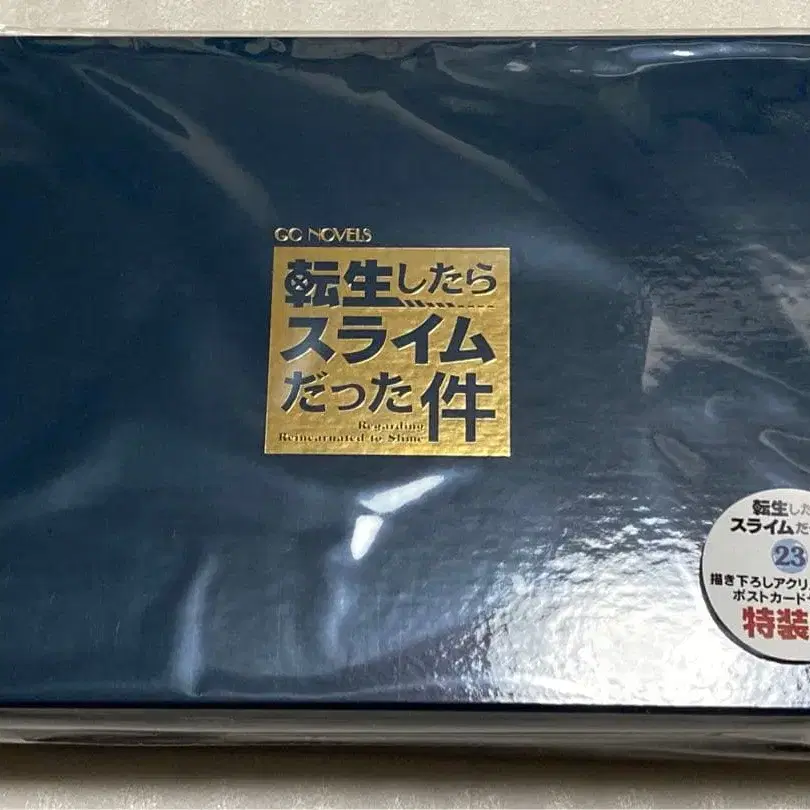 GC NOVELS
転生したら
スライム
だった件
Regarding
Reincarnated to Slime
転生した
スライムだ
23
描き下ろしアクリ
ポストカード
特装